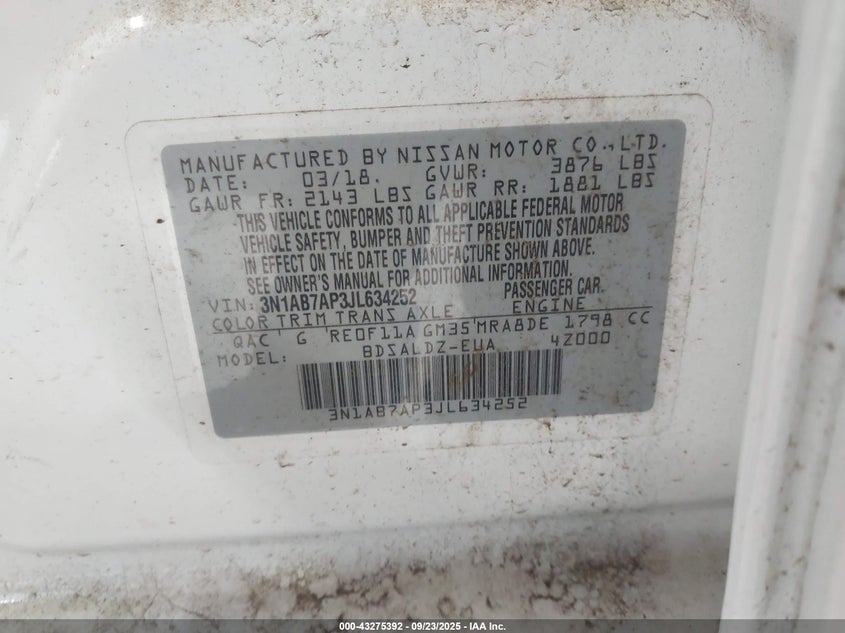 MANUFACTURED BY NISSAN MOTOR CO., LTD.
DATE: 03/18. GVWR: 3876 LBS
GAWR FR: 2143 LBS GAWR RR: 1881 LBS
THIS VEHICLE CONFORMS TO ALL APPLICABLE FEDERAL MOTOR
VEHICLE SAFETY, BUMPER AND THEFT PREVENTION STANDARDS
IN EFFECT ON THE DATE OF MANUFACTURE SHOWN ABOVE.
SEE OWNER'S MANUAL FOR ADDITIONAL INFORMATION.
VIN: 3N1AB7AP3JL634252 PASSENGER CAR.
COLOR TRIM TRANS AXLE ENGINE
QAC G RE0F11A GM35 MRA8DE 1798 CC
MODEL: BDSALDZ-EUA 4Z000
3N1AB7AP3JL634252
000-43275392 - 09/23/2025 - IAA Inc.